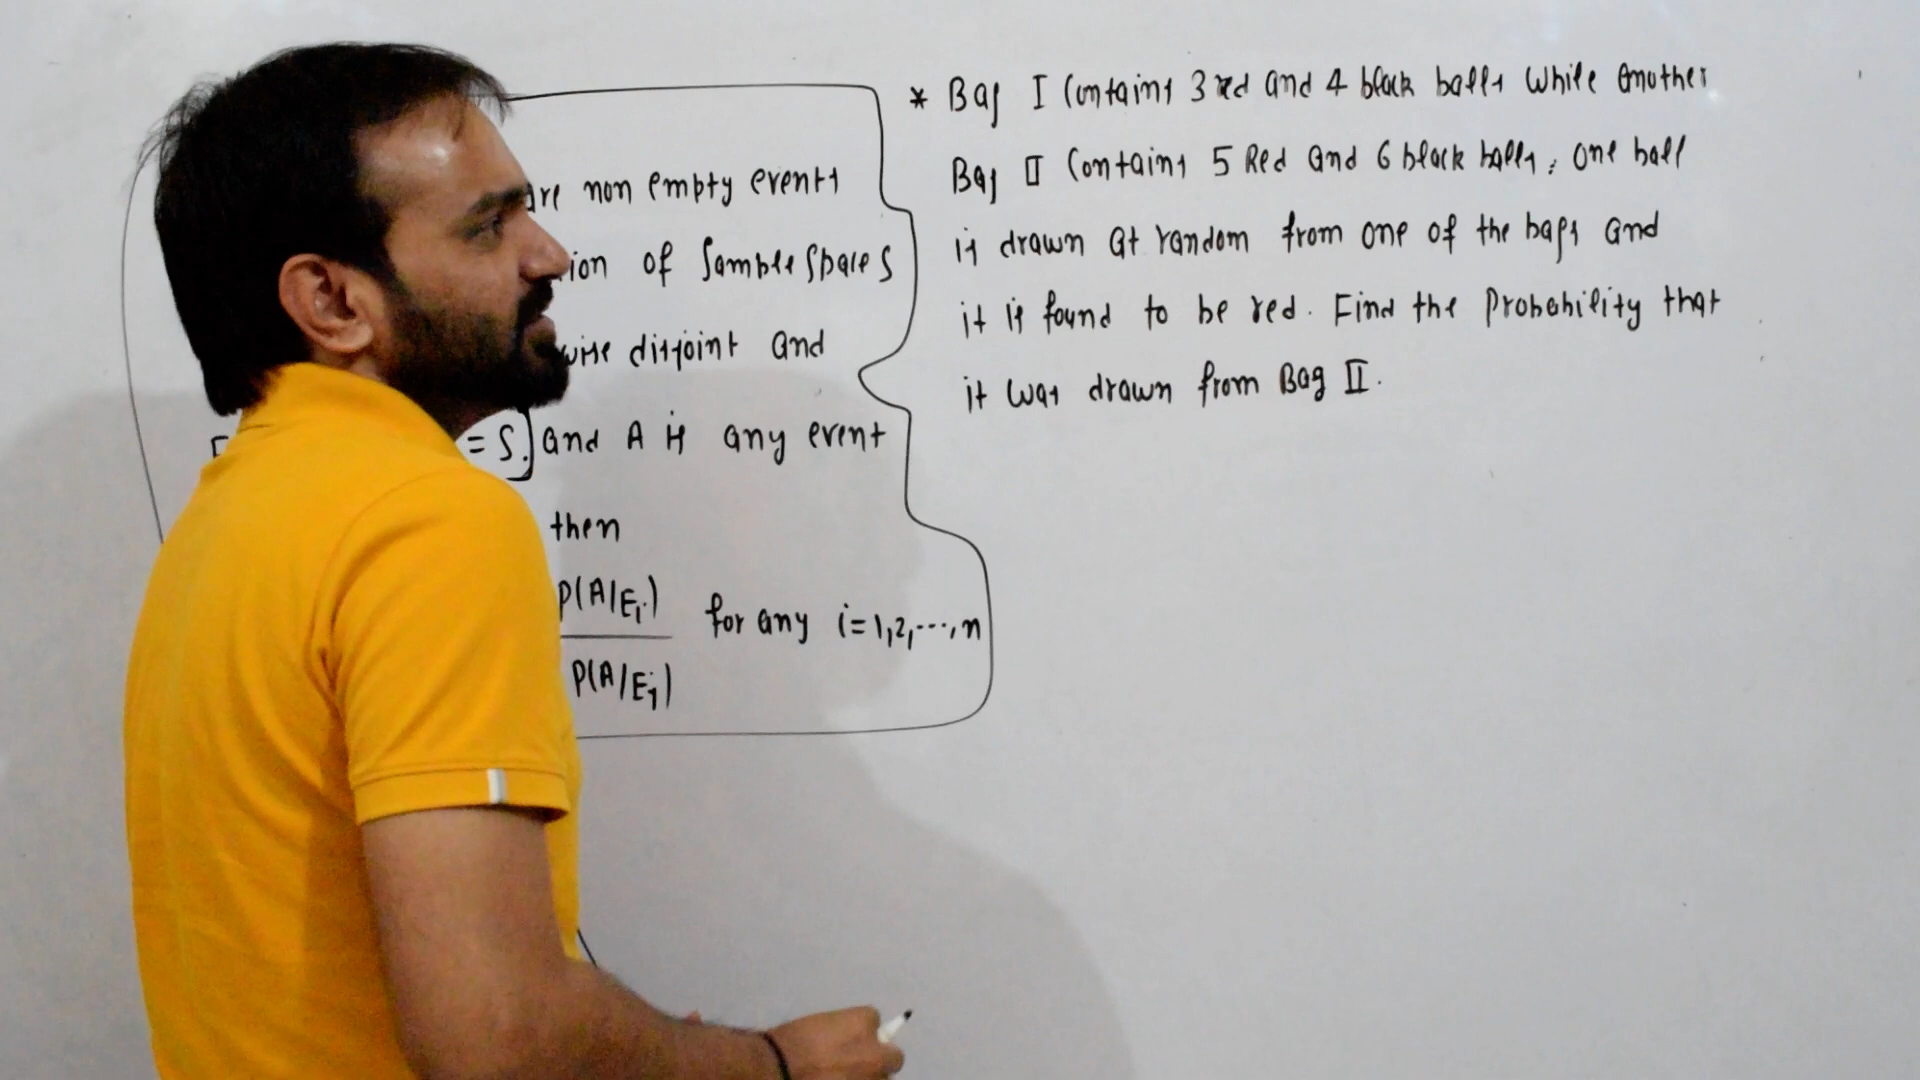 are non empty events
ion of Sample Space S
wise disjoint and
= S.] and A is any event
then
P(A/Ei)
for any i=1,2,...,n
P(A/Ej)
* Bag I Contains 3 red and 4 black balls while another
Bag II Contains 5 Red and 6 black balls, one ball
is drawn at random from one of the bags and
it is found to be red. Find the Probability that
it was drawn from Bag II.